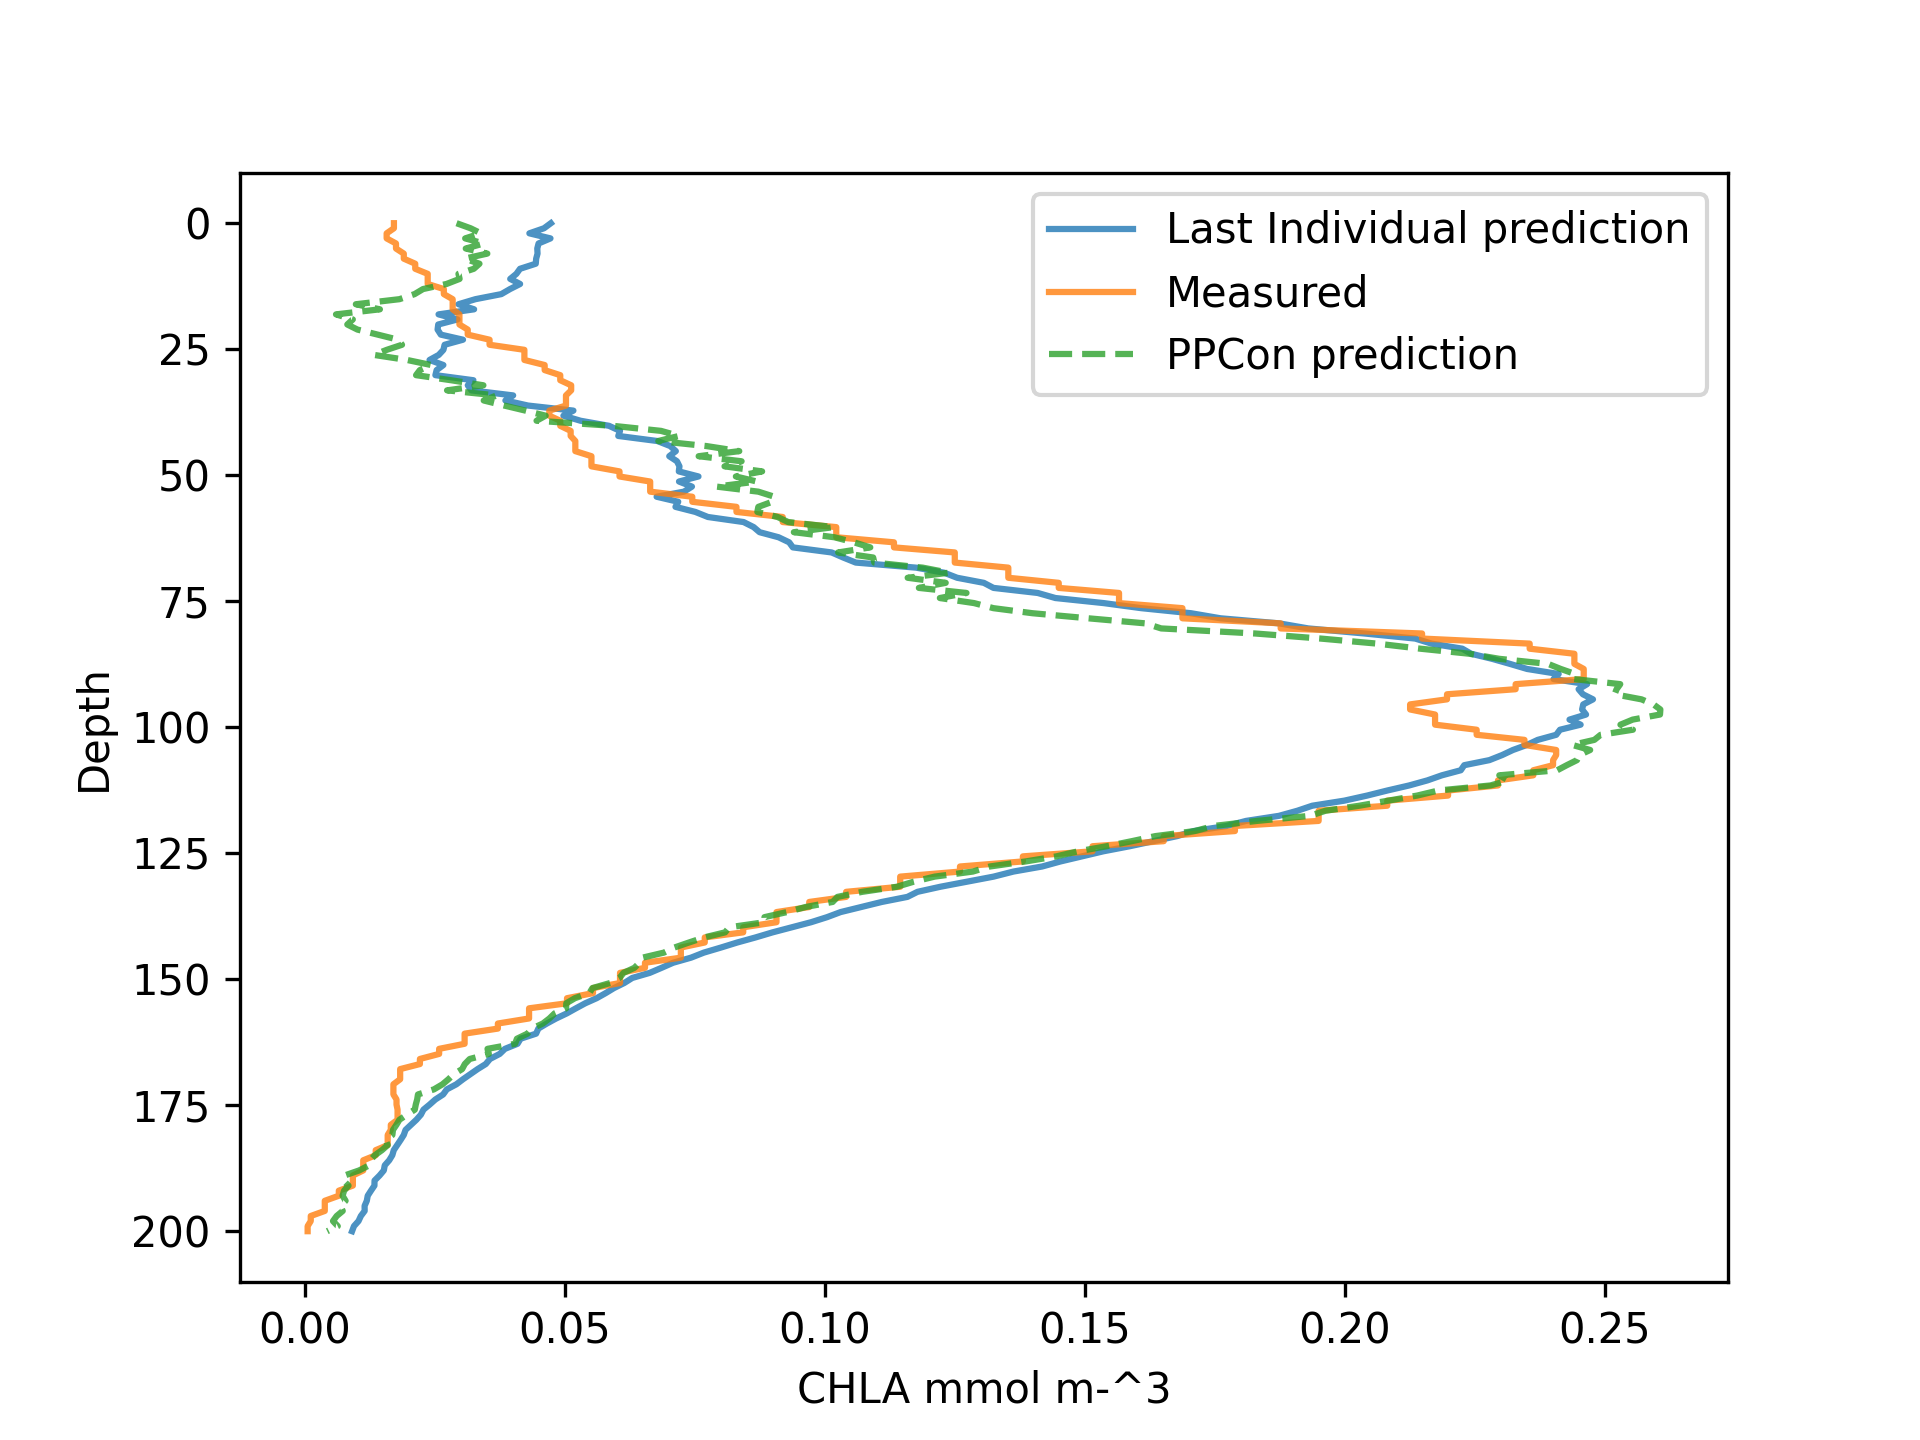 Last Individual prediction
Measured
PPCon prediction
0
25
50
75
100
125
150
175
200
Depth
0.00 0.05 0.10 0.15 0.20 0.25
CHLA mmol m-^3